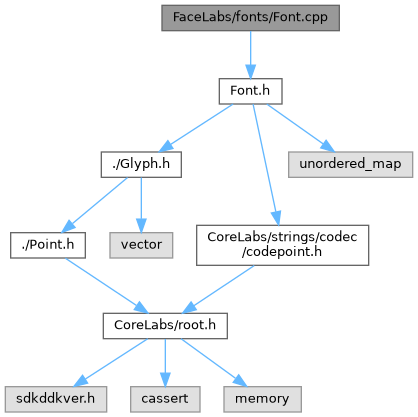 FaceLabs/fonts/Font.cpp
Font.h
./Glyph.h
unordered_map
./Point.h
vector
CoreLabs/strings/codec
/codepoint.h
CoreLabs/root.h
sdkddkver.h
cassert
memory